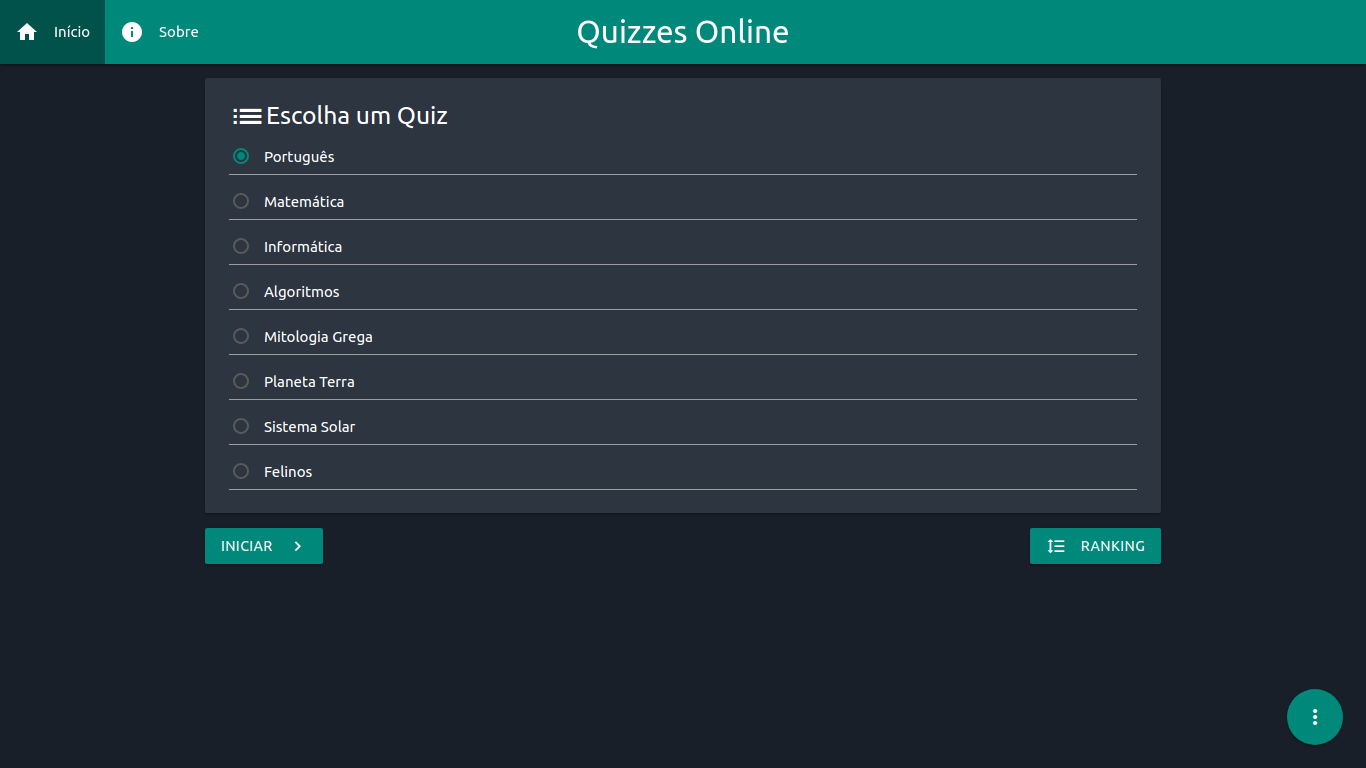 Início
Sobre
Quizzes Online
Escolha um Quiz
Português
Matemática
Informática
Algoritmos
Mitologia Grega
Planeta Terra
Sistema Solar
Felinos
INICIAR
RANKING